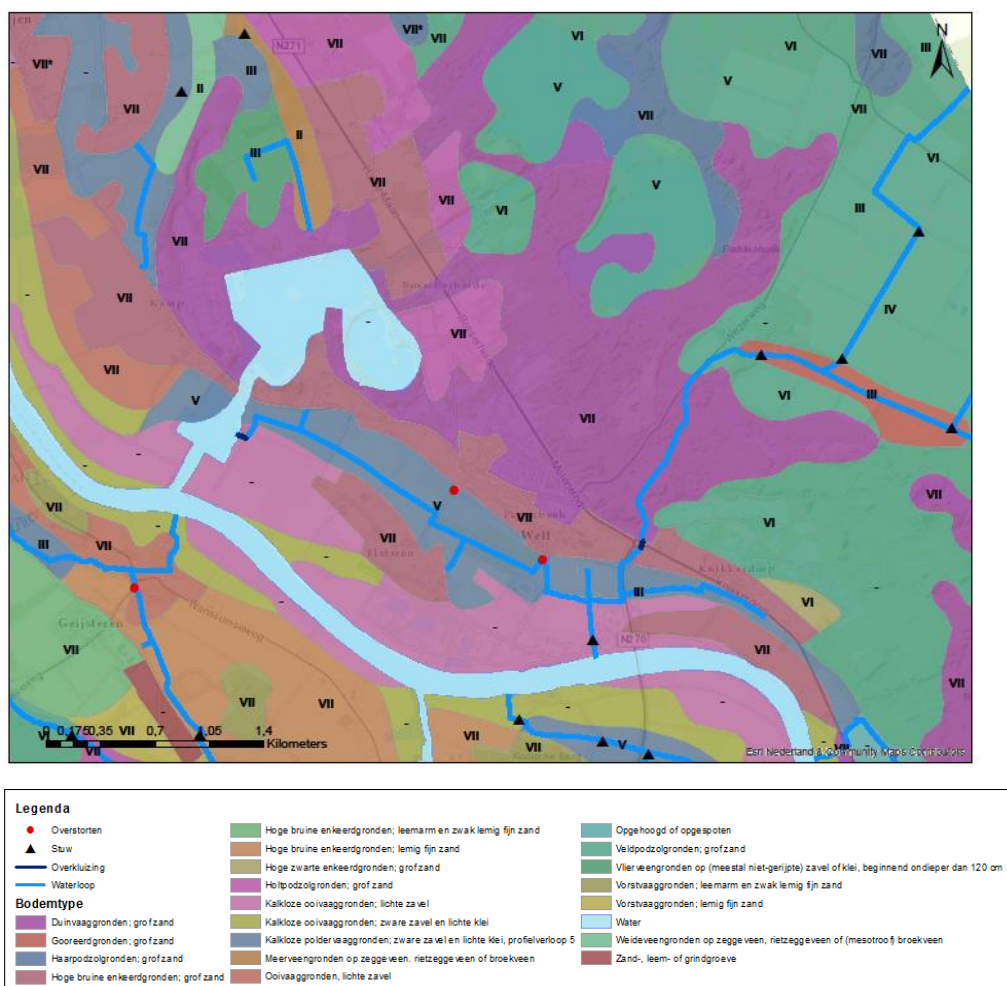 VII
VII*
VII
VI
III
VII*
-
III
N271
VII
VI
VII
N
II
V
V
VII
VII
II
VII
VII
III
VI
VII
VII
V
VII
VI
III
VII
Kamp
VII
-
VII
IV
-
-
VII
III
V
VI
VII
-
-
V
VII
VII
VII
VI
VII
Well
III
VII
-
-
Knikkerdorp
III
VI
-
Geijsteren
Wanssumseweg
N270
VII
-
VII
VII
VII
VII
VII
-
-
-
VI
VII
VII
VII
V
VII
0 0,175 0,35 0,7 1,05 1,4
Kilometers
Esri Nederland & Community Maps Contributors
Legenda
Overstorten
Stuw
Overkluizing
Waterloop
Bodemtype
Duinvaaggronden; grof zand
Gooreerdgronden; grof zand
Haarpodzolgronden; grof zand
Hoge bruine enkeerdgronden; grof zand
Hoge bruine enkeerdgronden; leemarm en zwak lemig fijn zand
Hoge bruine enkeerdgronden; lemig fijn zand
Hoge zwarte enkeerdgronden; grof zand
Holtpodzolgronden; grof zand
Kalkloze ooivaaggronden; lichte zavel
Kalkloze ooivaaggronden; zware zavel en lichte klei
Kalkloze poldervaaggronden; zware zavel en lichte klei, profielverloop 5
Meerveengronden op zeggeveen. rietzeggeveen of broekveen
Ooivaaggronden, lichte zavel
Opgehoogd of opgespoten
Veldpodzolgronden; grof zand
Vlierveengronden op (meestal niet-gerijpte) zavel of klei, beginnend ondieper dan 120 cm
Vorstvaaggronden; leemarm en zwak lemig fijn zand
Vorstvaaggronden; lemig fijn zand
Water
Weideveengronden op zeggeveen, rietzeggeveen of (mesotroof) broekveen
Zand-, leem- of grindgroeve